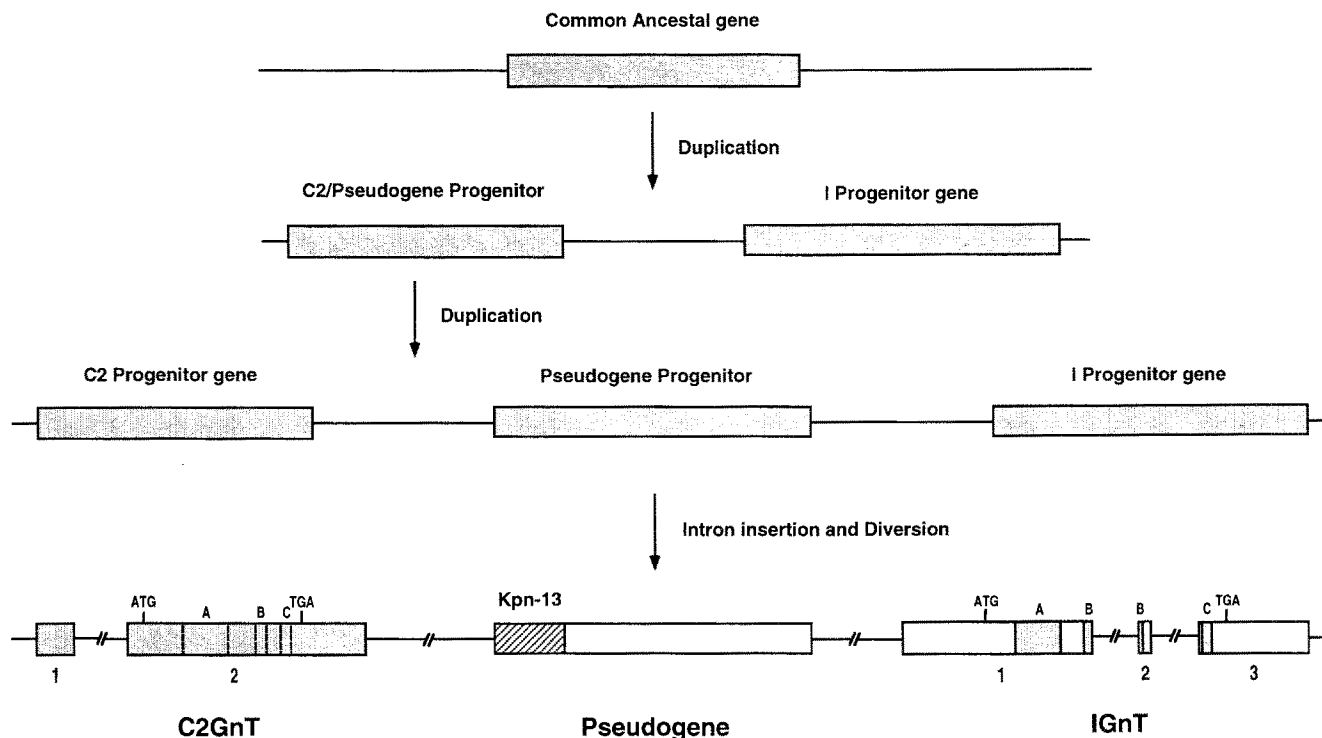 Common Ancestal gene
Duplication
C2/Pseudogene Progenitor
I Progenitor gene
Duplication
C2 Progenitor gene
Pseudogene Progenitor
I Progenitor gene
Intron insertion and Diversion
ATG A B C TGA
Kpn-13
ATG A B B C TGA
1 2
1 2 3
C2GnT
Pseudogene
IGnT